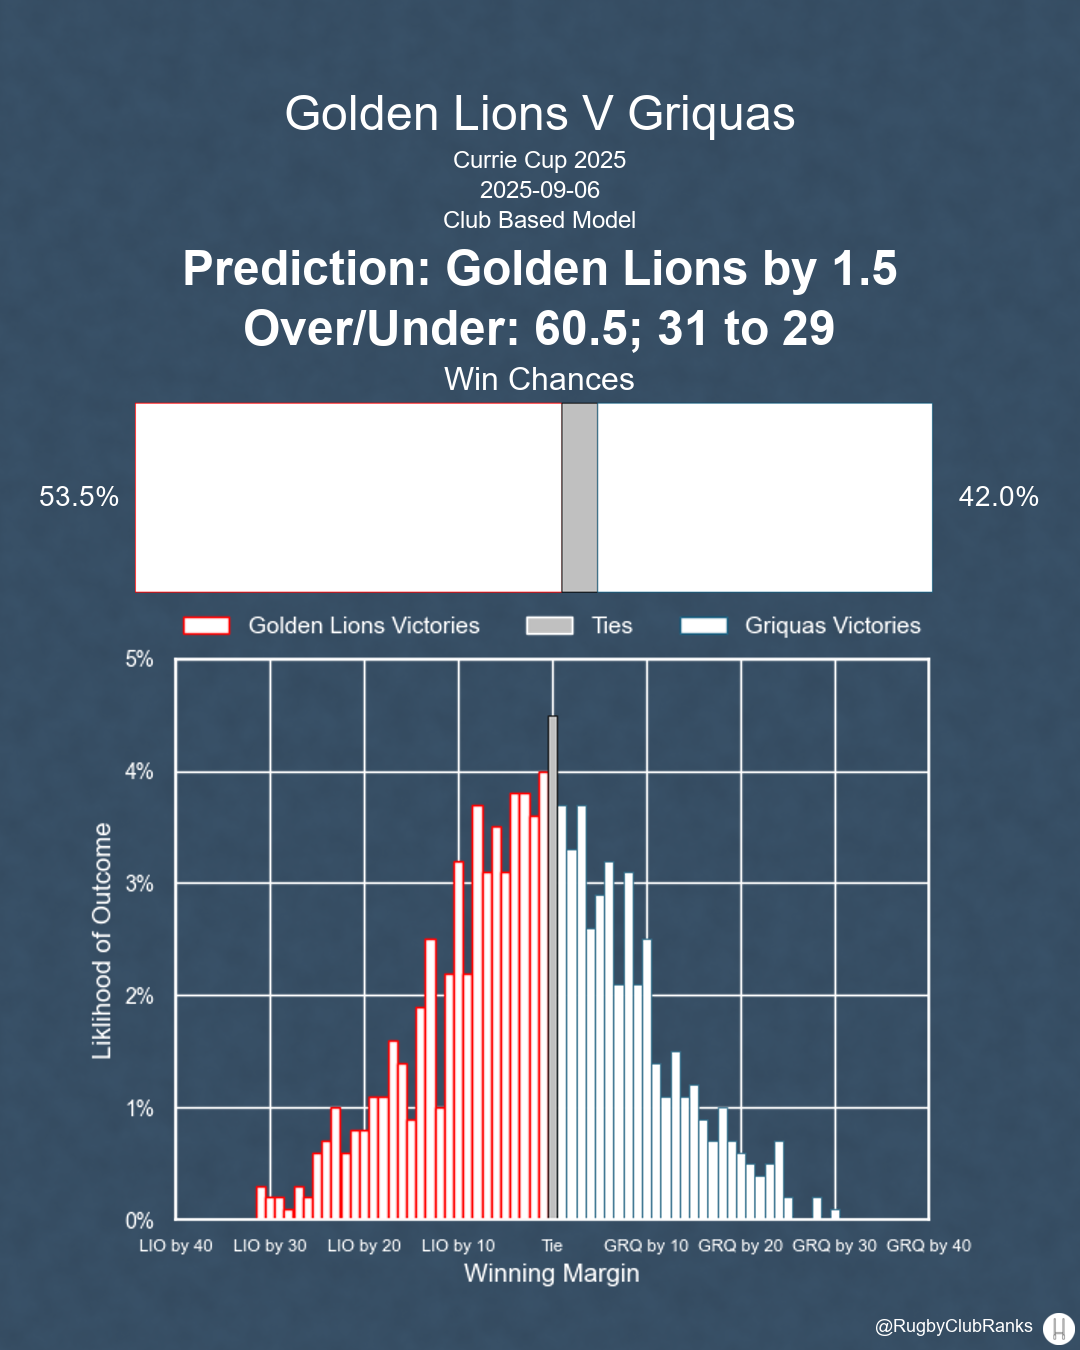 Golden Lions V Griquas
Currie Cup 2025
2025-09-06
Club Based Model
Prediction: Golden Lions by 1.5
Over/Under: 60.5; 31 to 29
Win Chances
53.5%
42.0%
Golden Lions Victories
Ties
Griquas Victories
5%
4%
3%
2%
1%
0%
Liklihood of Outcome
LIO by 40
LIO by 30
LIO by 20
LIO by 10
Tie
GRQ by 10
GRQ by 20
GRQ by 30
GRQ by 40
Winning Margin
@RugbyClubRanks